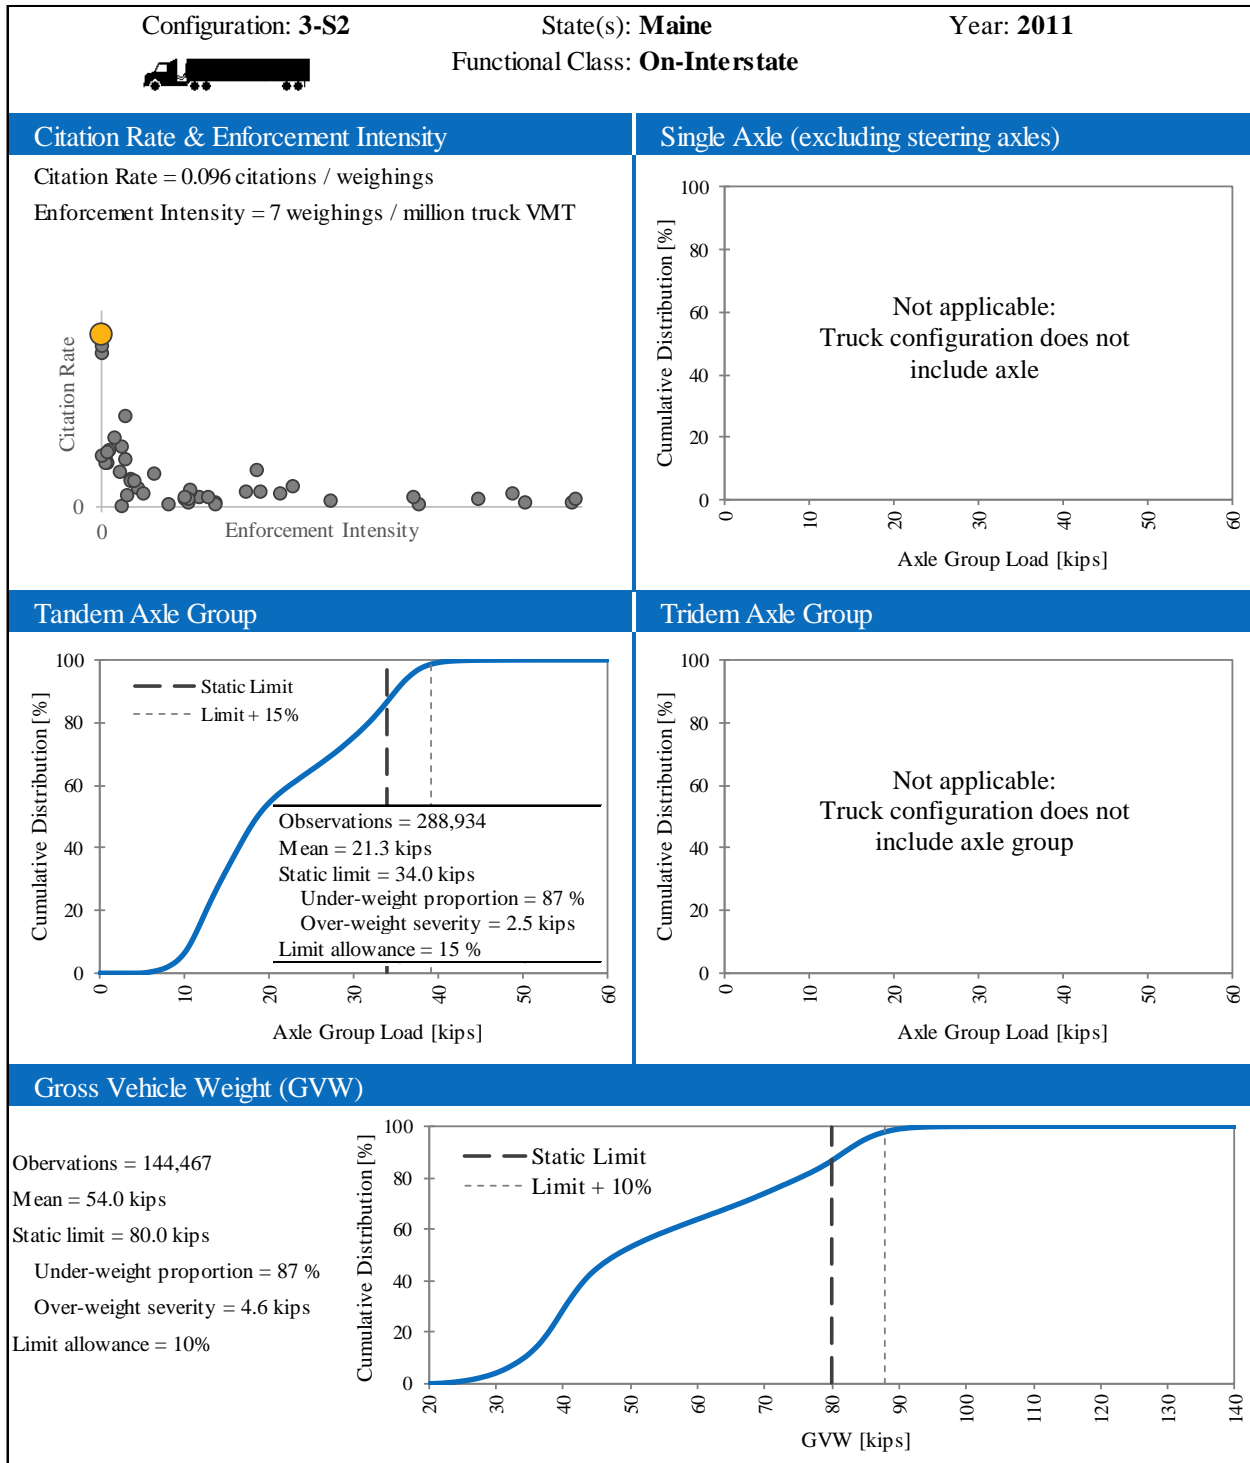 Configuration: 3-S2
State(s): Maine
Year: 2011
Functional Class: On-Interstate
Citation Rate & Enforcement Intensity
Citation Rate = 0.096 citations / weighings
Enforcement Intensity = 7 weighings / million truck VMT
Citation Rate
0
0
Enforcement Intensity
Single Axle (excluding steering axles)
Cumulative Distribution [%]
100
80
60
40
20
0
Not applicable:
Truck configuration does not
include axle
0 10 20 30 40 50 60
Axle Group Load [kips]
Tandem Axle Group
Cumulative Distribution [%]
100
80
60
40
20
0
Static Limit
Limit + 15%
Observations = 288,934
Mean = 21.3 kips
Static limit = 34.0 kips
Under-weight proportion = 87 %
Over-weight severity = 2.5 kips
Limit allowance = 15 %
0 10 20 30 40 50 60
Axle Group Load [kips]
Tridem Axle Group
Cumulative Distribution [%]
100
80
60
40
20
0
Not applicable:
Truck configuration does not
include axle group
0 10 20 30 40 50 60
Axle Group Load [kips]
Gross Vehicle Weight (GVW)
Obervations = 144,467
Mean = 54.0 kips
Static limit = 80.0 kips
Under-weight proportion = 87 %
Over-weight severity = 4.6 kips
Limit allowance = 10%
Cumulative Distribution [%]
100
80
60
40
20
0
Static Limit
Limit + 10%
20 30 40 50 60 70 80 90 100 110 120 130 140
GVW [kips]